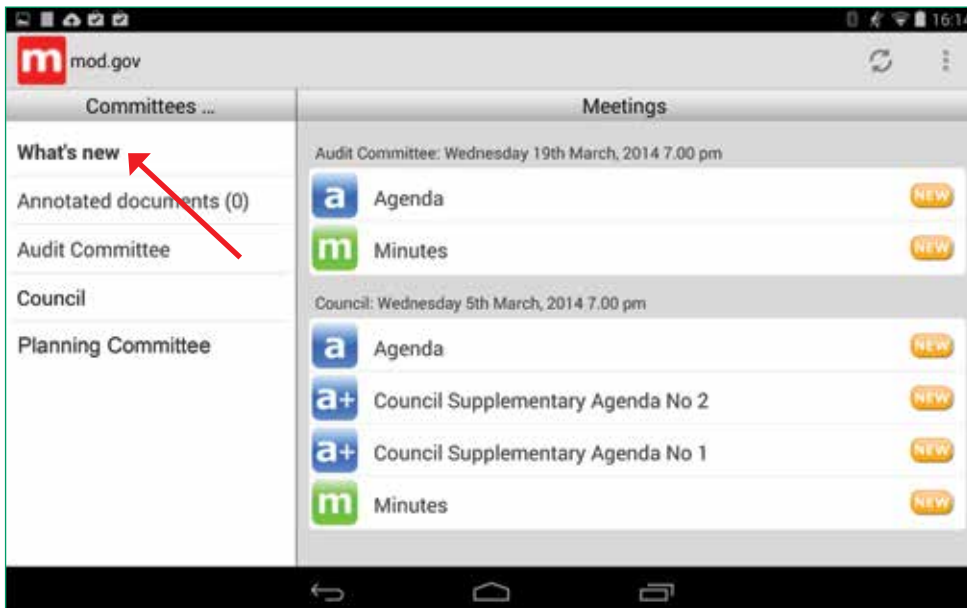 16:14
m mod.gov
Committees ...
What's new
Annotated documents (0)
Audit Committee
Council
Planning Committee
Meetings
Audit Committee: Wednesday 19th March, 2014 7.00 pm
a Agenda NEW
m Minutes NEW
Council: Wednesday 5th March, 2014 7.00 pm
a Agenda NEW
a+ Council Supplementary Agenda No 2 NEW
a+ Council Supplementary Agenda No 1 NEW
m Minutes NEW